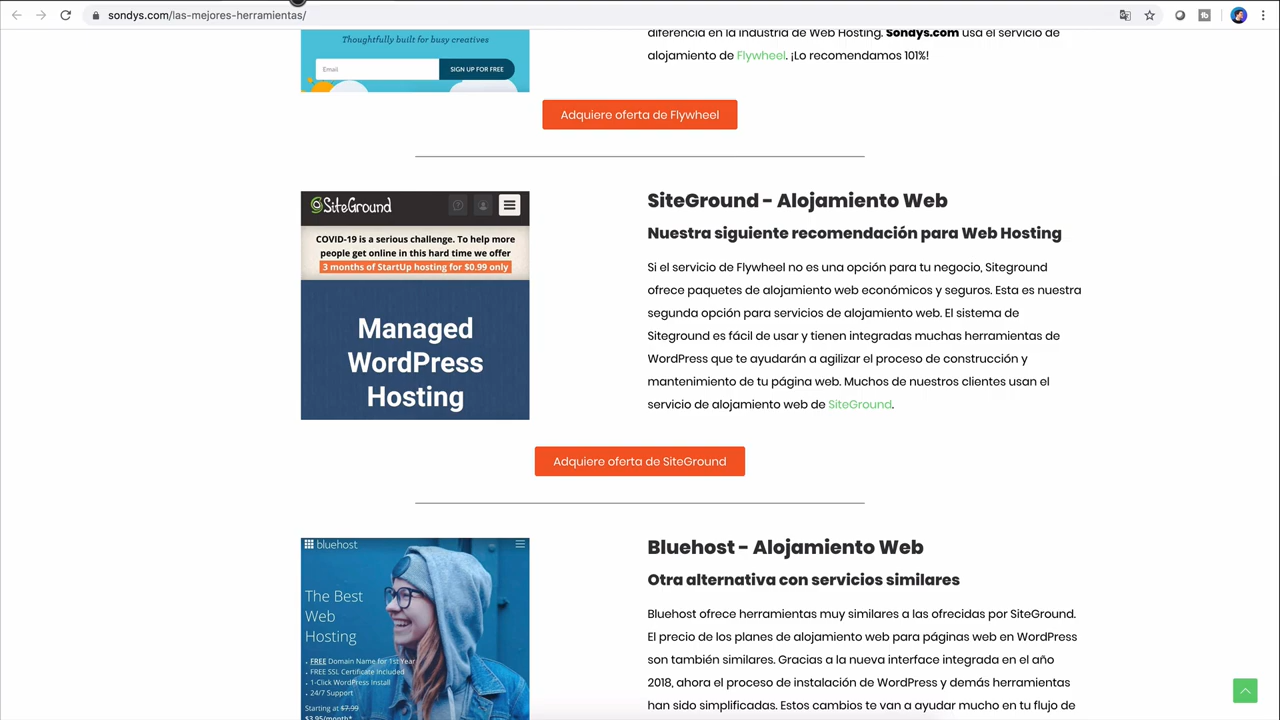 sondys.com/las-mejores-herramientas/
Thoughtfully built for busy creatives
Email
SIGN UP FOR FREE
diferencia en la industria de Web Hosting. Sondys.com usa el servicio de
alojamiento de Flywheel. ¡Lo recomendamos 101%!
Adquiere oferta de Flywheel
SiteGround
COVID-19 is a serious challenge. To help more
people get online in this hard time we offer
3 months of StartUp hosting for $0.99 only
Managed
WordPress
Hosting
SiteGround - Alojamiento Web
Nuestra siguiente recomendación para Web Hosting
Si el servicio de Flywheel no es una opción para tu negocio, Siteground
ofrece paquetes de alojamiento web económicos y seguros. Esta es nuestra
segunda opción para servicios de alojamiento web. El sistema de
Siteground es fácil de usar y tienen integradas muchas herramientas de
WordPress que te ayudarán a agilizar el proceso de construcción y
mantenimiento de tu página web. Muchos de nuestros clientes usan el
servicio de alojamiento web de SiteGround.
Adquiere oferta de SiteGround
bluehost
The Best
Web
Hosting
FREE Domain Name for 1st Year
FREE SSL Certificate Included
1-Click WordPress Install
24/7 Support
Starting at $7.99
$3.95/month*
Bluehost - Alojamiento Web
Otra alternativa con servicios similares
Bluehost ofrece herramientas muy similares a las ofrecidas por SiteGround.
El precio de los planes de alojamiento web para páginas web en WordPress
son también similares. Gracias a la nueva interface integrada en el año
2018, ahora el proceso de instalación de WordPress y demás herramientas
han sido simplificadas. Estos cambios te van a ayudar mucho en tu flujo de